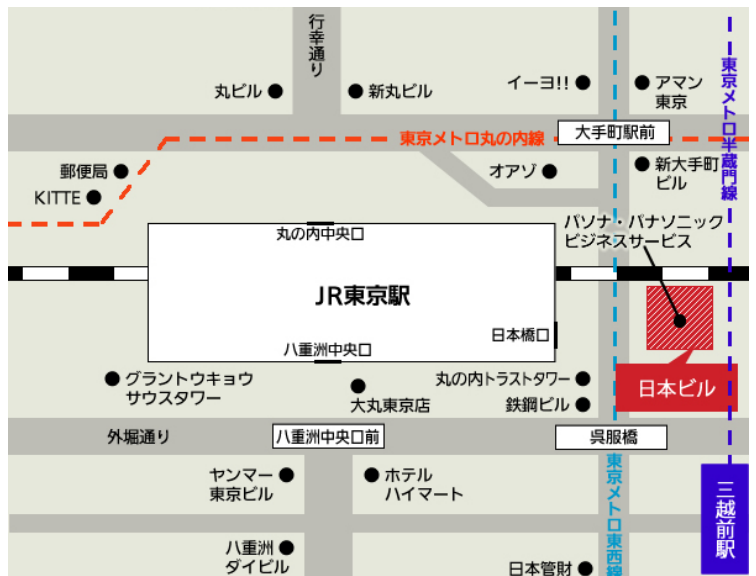 行幸通り
丸ビル
新丸ビル
イーヨ!!
アマン
東京
東京メトロ半蔵門線
東京メトロ丸の内線
大手町駅前
郵便局
KITTE
オアゾ
新大手町
ビル
パソナ・パナソニック
ビジネスサービス
丸の内中央口
JR東京駅
日本橋口
八重洲中央口
グラントウキョウ
サウスタワー
大丸東京店
丸の内トラストタワー
鉄鋼ビル
日本ビル
外堀通り
八重洲中央口前
呉服橋
ヤンマー
東京ビル
ホテル
ハイマート
東京メトロ東西線
三越前駅
八重洲
ダイビル
日本管財